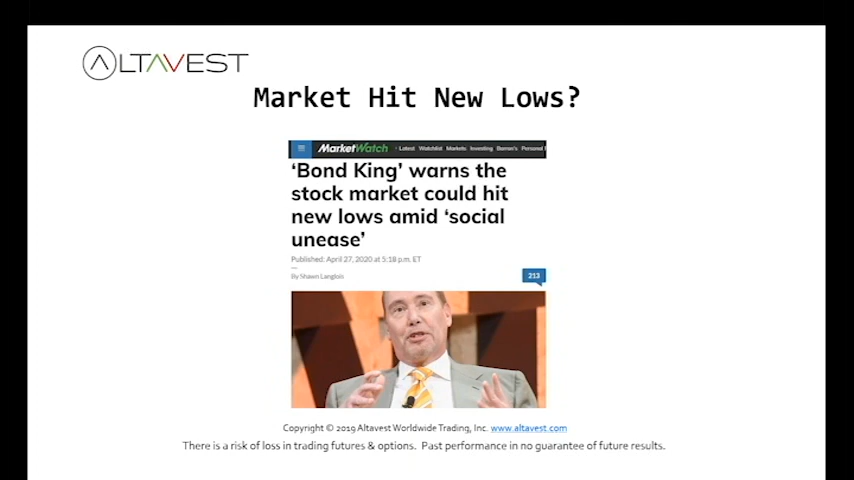 ALTAVEST
Market Hit New Lows?
MarketWatch Latest Watchlist Markets Investing Barron's Personal
'Bond King' warns the
stock market could hit
new lows amid 'social
unease'
Published: April 27, 2020 at 5:18 p.m. ET
By Shawn Langlois
213
Copyright © 2019 Altavest Worldwide Trading, Inc. www.altavest.com
There is a risk of loss in trading futures & options. Past performance in no guarantee of future results.